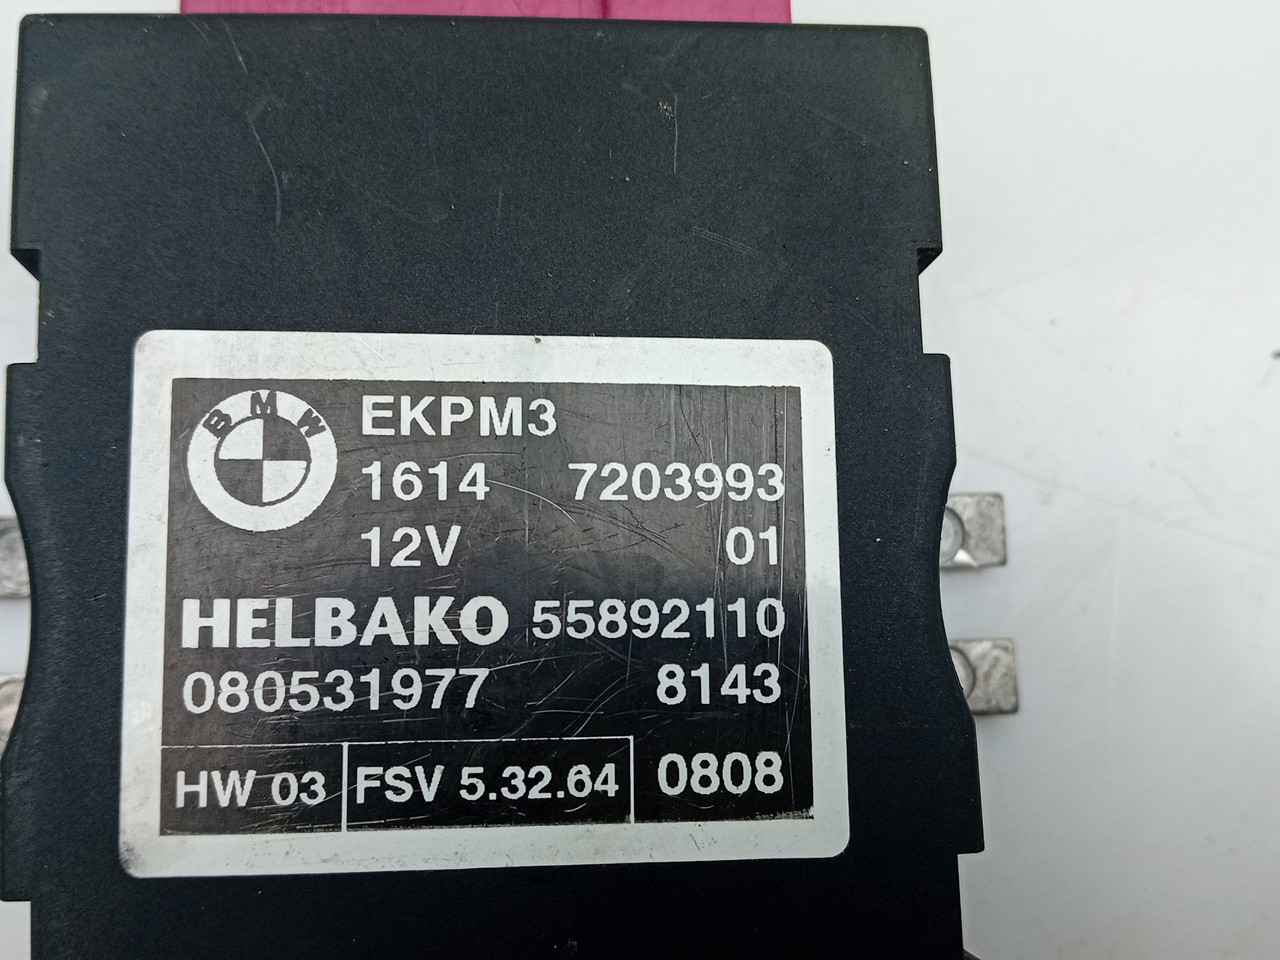 BMW
EKPM3
1614 7203993
12V 01
HELBAKO 55892110
080531977 8143
HW 03 FSV 5.32.64 0808